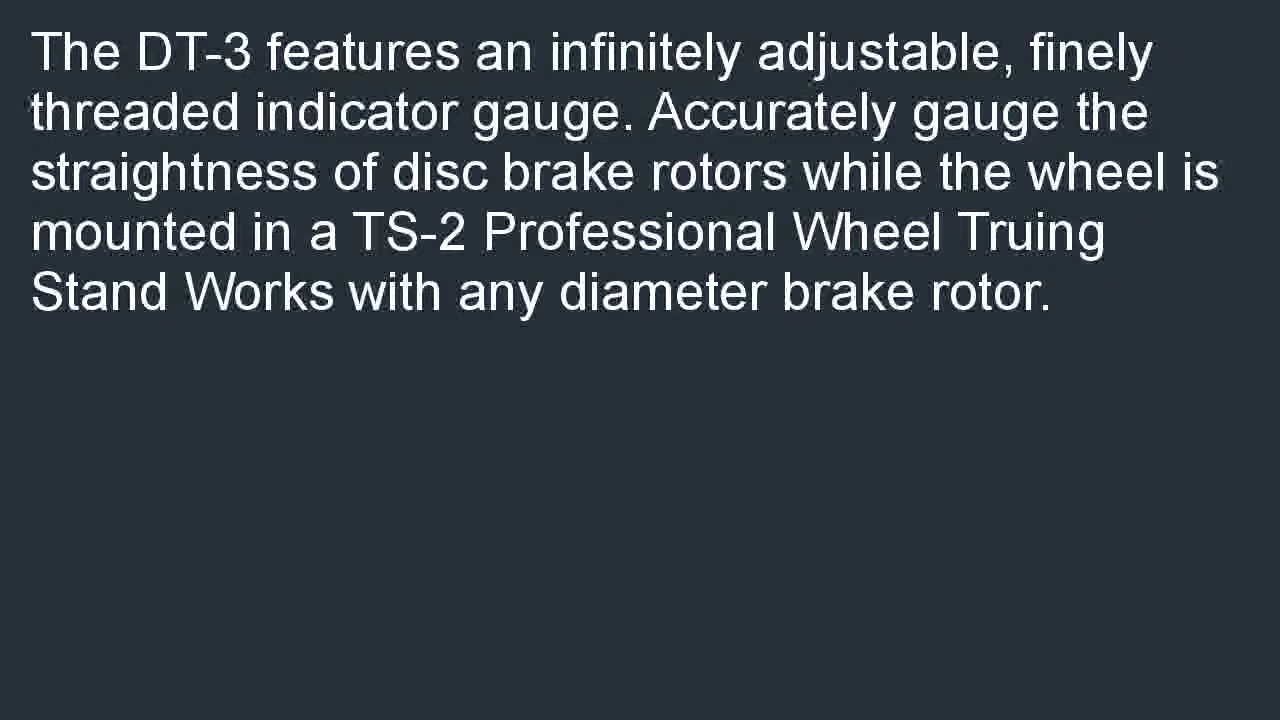 The DT-3 features an infinitely adjustable, finely
threaded indicator gauge. Accurately gauge the
straightness of disc brake rotors while the wheel is
mounted in a TS-2 Professional Wheel Truing
Stand Works with any diameter brake rotor.